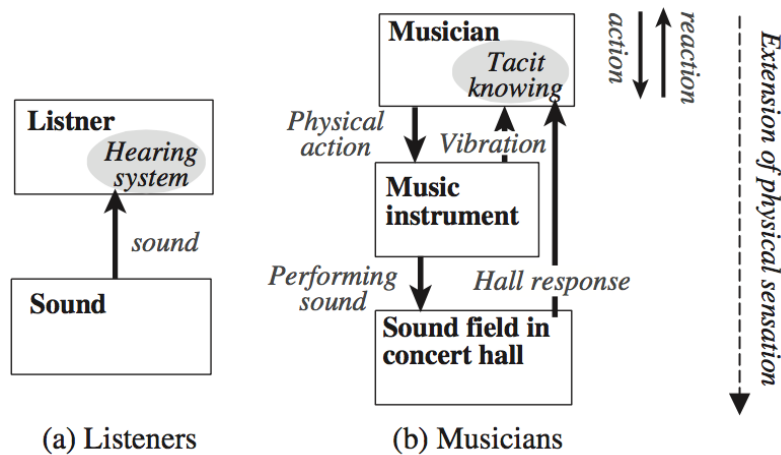 Listner
Hearing
system
sound
Sound
(a) Listeners
Musician
Tacit
knowing
Physical
action
Vibration
Music
instrument
Performing
sound
Hall response
Sound field in
concert hall
(b) Musicians
action
reaction
Extension of physical sensation